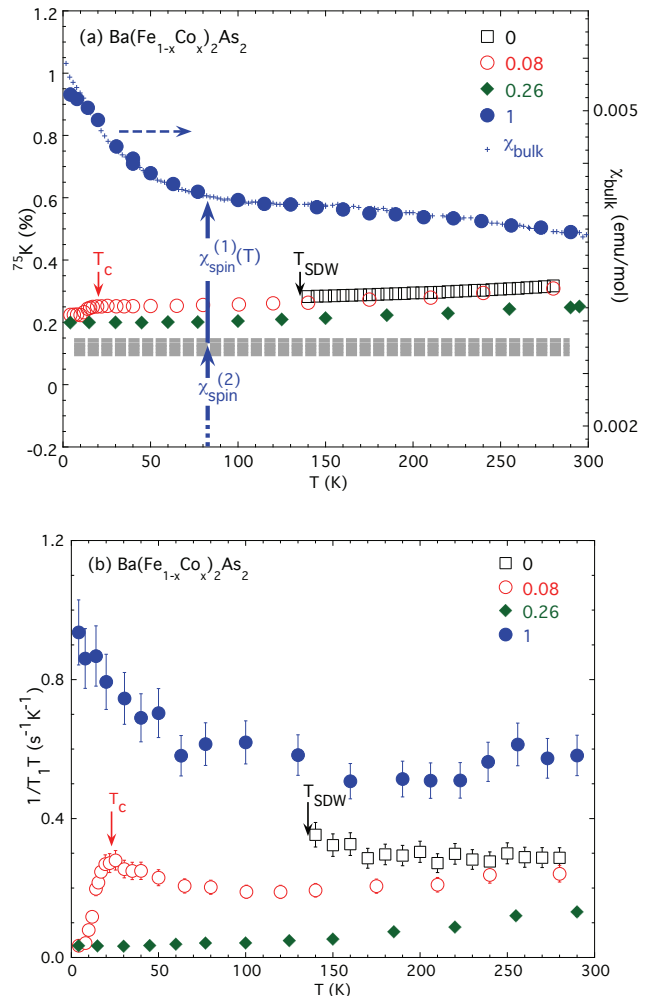 (a) Ba(Fe1-xCox)2As2
0
0.08
0.26
1
χbulk
1.2
1
0.8
0.6
0.4
0.2
0
-0.2
75K (%)
0.005
0.002
χbulk (emu/mol)
Tc
χspin(1)(T)
TSDW
χspin(2)
0 50 100 150 200 250 300
T (K)
(b) Ba(Fe1-xCox)2As2
0
0.08
0.26
1
1.2
0.8
0.4
0.0
1/T1T (s-1K-1)
Tc
TSDW
0 50 100 150 200 250 300
T (K)